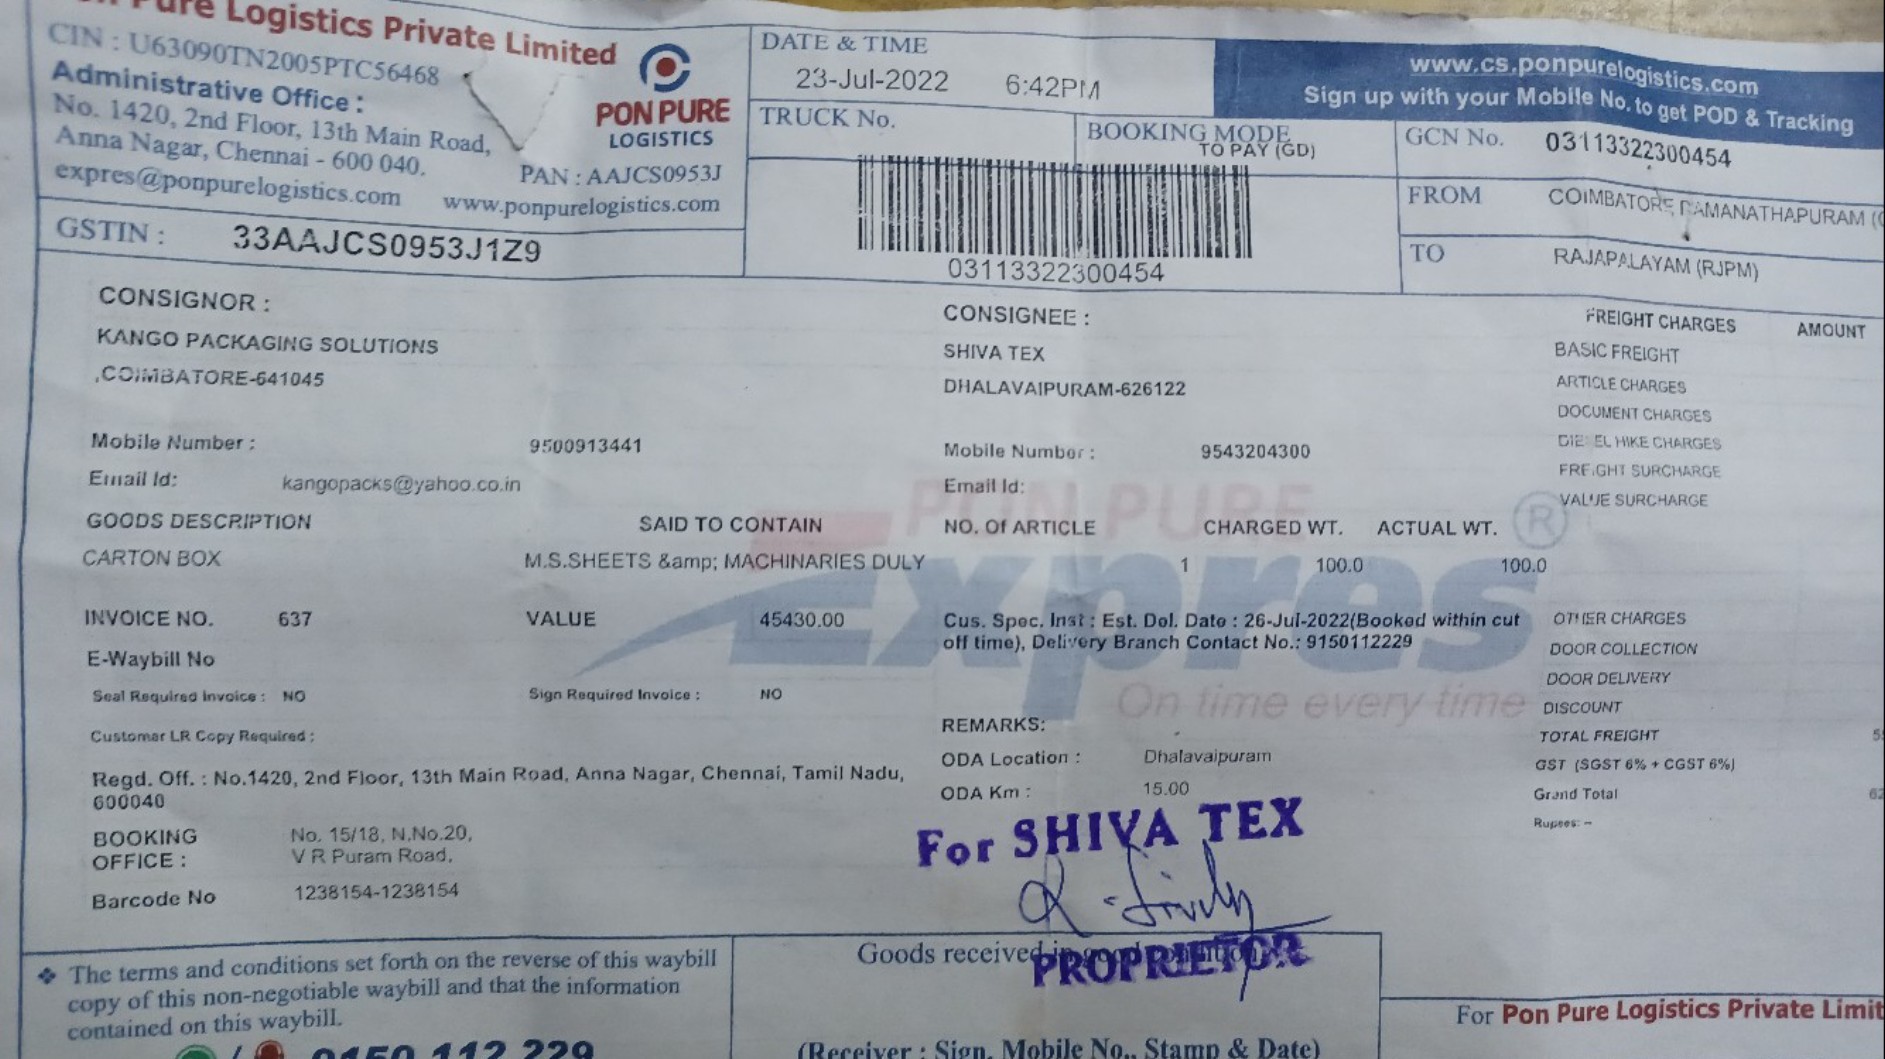 Pure Logistics Private Limited
CIN : U63090TN2005PTC56468
Administrative Office :
No. 1420, 2nd Floor, 13th Main Road,
Anna Nagar, Chennai - 600 040.
PAN : AAJCS0953J
expres@ponpurelogistics.com www.ponpurelogistics.com
PON PURE
LOGISTICS
GSTIN : 33AAJCS0953J1Z9
DATE & TIME
23-Jul-2022 6:42PM
TRUCK No.
BOOKING MODE
TO PAY (GD)
03113322300454
www.cs.ponpurelogistics.com
Sign up with your Mobile No. to get POD & Tracking
GCN No. 03113322300454
FROM COIMBATORE RAMANATHAPURAM (
TO RAJAPALAYAM (RJPM)
CONSIGNOR :
KANGO PACKAGING SOLUTIONS
,COIMBATORE-641045
Mobile Number : 9500913441
Email Id: kangopacks@yahoo.co.in
CONSIGNEE :
SHIVA TEX
DHALAVAIPURAM-626122
Mobile Number : 9543204300
Email Id:
FREIGHT CHARGES AMOUNT
BASIC FREIGHT
ARTICLE CHARGES
DOCUMENT CHARGES
DIESEL HIKE CHARGES
FREIGHT SURCHARGE
VALUE SURCHARGE
PON PURE
Expres ®
On time every time
GOODS DESCRIPTION SAID TO CONTAIN NO. Of ARTICLE CHARGED WT. ACTUAL WT.
CARTON BOX M.S.SHEETS &amp; MACHINARIES DULY 1 100.0 100.0
INVOICE NO. 637 VALUE 45430.00
E-Waybill No
Seal Required Invoice : NO Sign Required Invoice : NO
Customer LR Copy Required :
Regd. Off. : No.1420, 2nd Floor, 13th Main Road, Anna Nagar, Chennai, Tamil Nadu,
600040
BOOKING OFFICE : No. 15/18, N.No.20,
V R Puram Road,
Barcode No 1238154-1238154
Cus. Spec. Inst : Est. Del. Date : 26-Jul-2022(Booked within cut
off time), Delivery Branch Contact No.: 9150112229
REMARKS:
ODA Location : Dhalavaipuram
ODA Km : 15.00
OTHER CHARGES
DOOR COLLECTION
DOOR DELIVERY
DISCOUNT
TOTAL FREIGHT
GST (SGST 6% + CGST 6%)
Grand Total
Rupees: -
For SHIVA TEX
PROPRIETOR
❖ The terms and conditions set forth on the reverse of this waybill
copy of this non-negotiable waybill and that the information
contained on this waybill.
/ 9150 112 229
Goods received in good condition
(Receiver : Sign, Mobile No., Stamp & Date)
For Pon Pure Logistics Private Limit